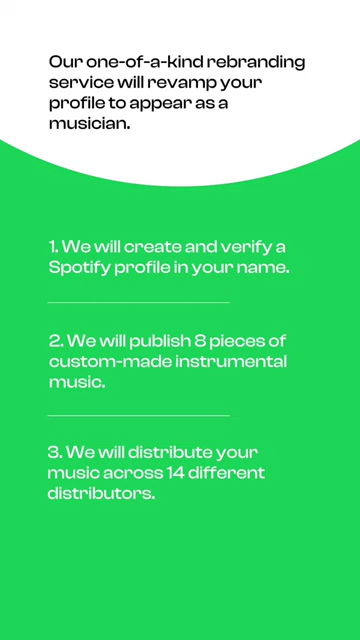 Our one-of-a-kind rebranding
service will revamp your
profile to appear as a
musician.
1. We will create and verify a
Spotify profile in your name.
2. We will publish 8 pieces of
custom-made instrumental
music.
3. We will distribute your
music across 14 different
distributors.